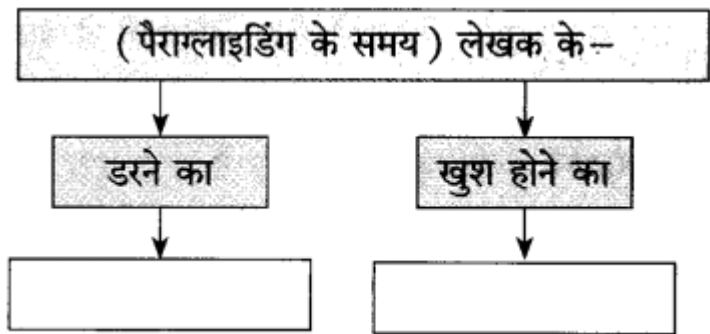 (पैराग्लाइडिंग के समय) लेखक के–
डरने का
खुश होने का